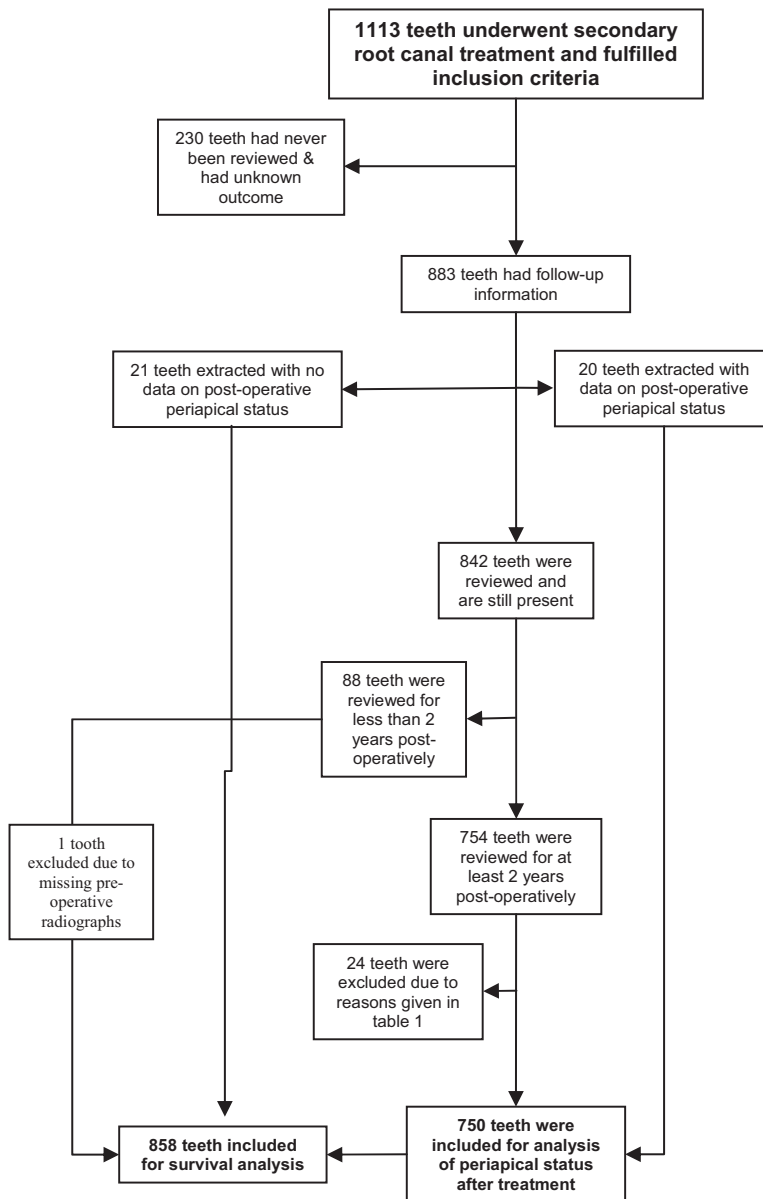 1113 teeth underwent secondary
root canal treatment and fulfilled
inclusion criteria
230 teeth had never
been reviewed &
had unknown
outcome
883 teeth had follow-up
information
21 teeth extracted with no
data on post-operative
periapical status
20 teeth extracted with
data on post-operative
periapical status
842 teeth were
reviewed and
are still present
88 teeth were
reviewed for
less than 2
years post-
operatively
754 teeth were
reviewed for at
least 2 years
post-operatively
1 tooth
excluded due to
missing pre-
operative
radiographs
24 teeth were
excluded due to
reasons given in
table 1
858 teeth included
for survival analysis
750 teeth were
included for analysis
of periapical status
after treatment